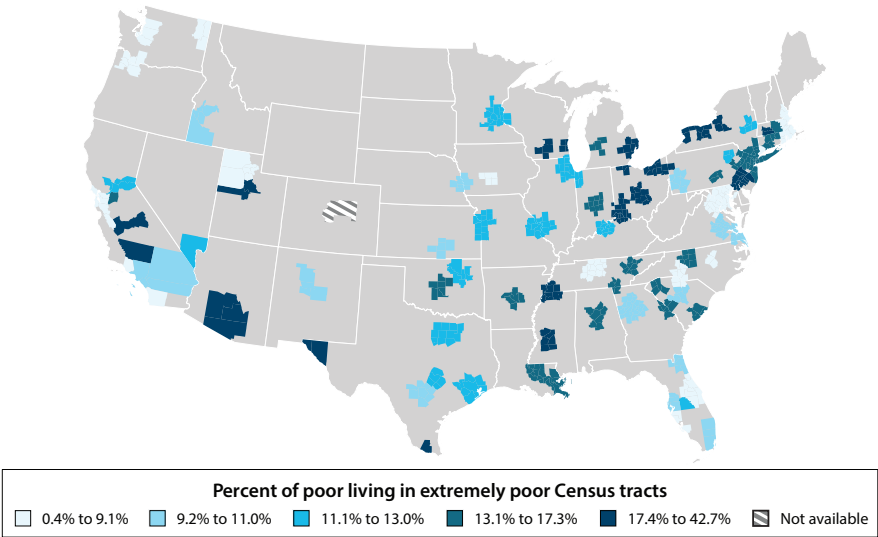 Percent of poor living in extremely poor Census tracts
0.4% to 9.1% 9.2% to 11.0% 11.1% to 13.0% 13.1% to 17.3% 17.4% to 42.7% Not available